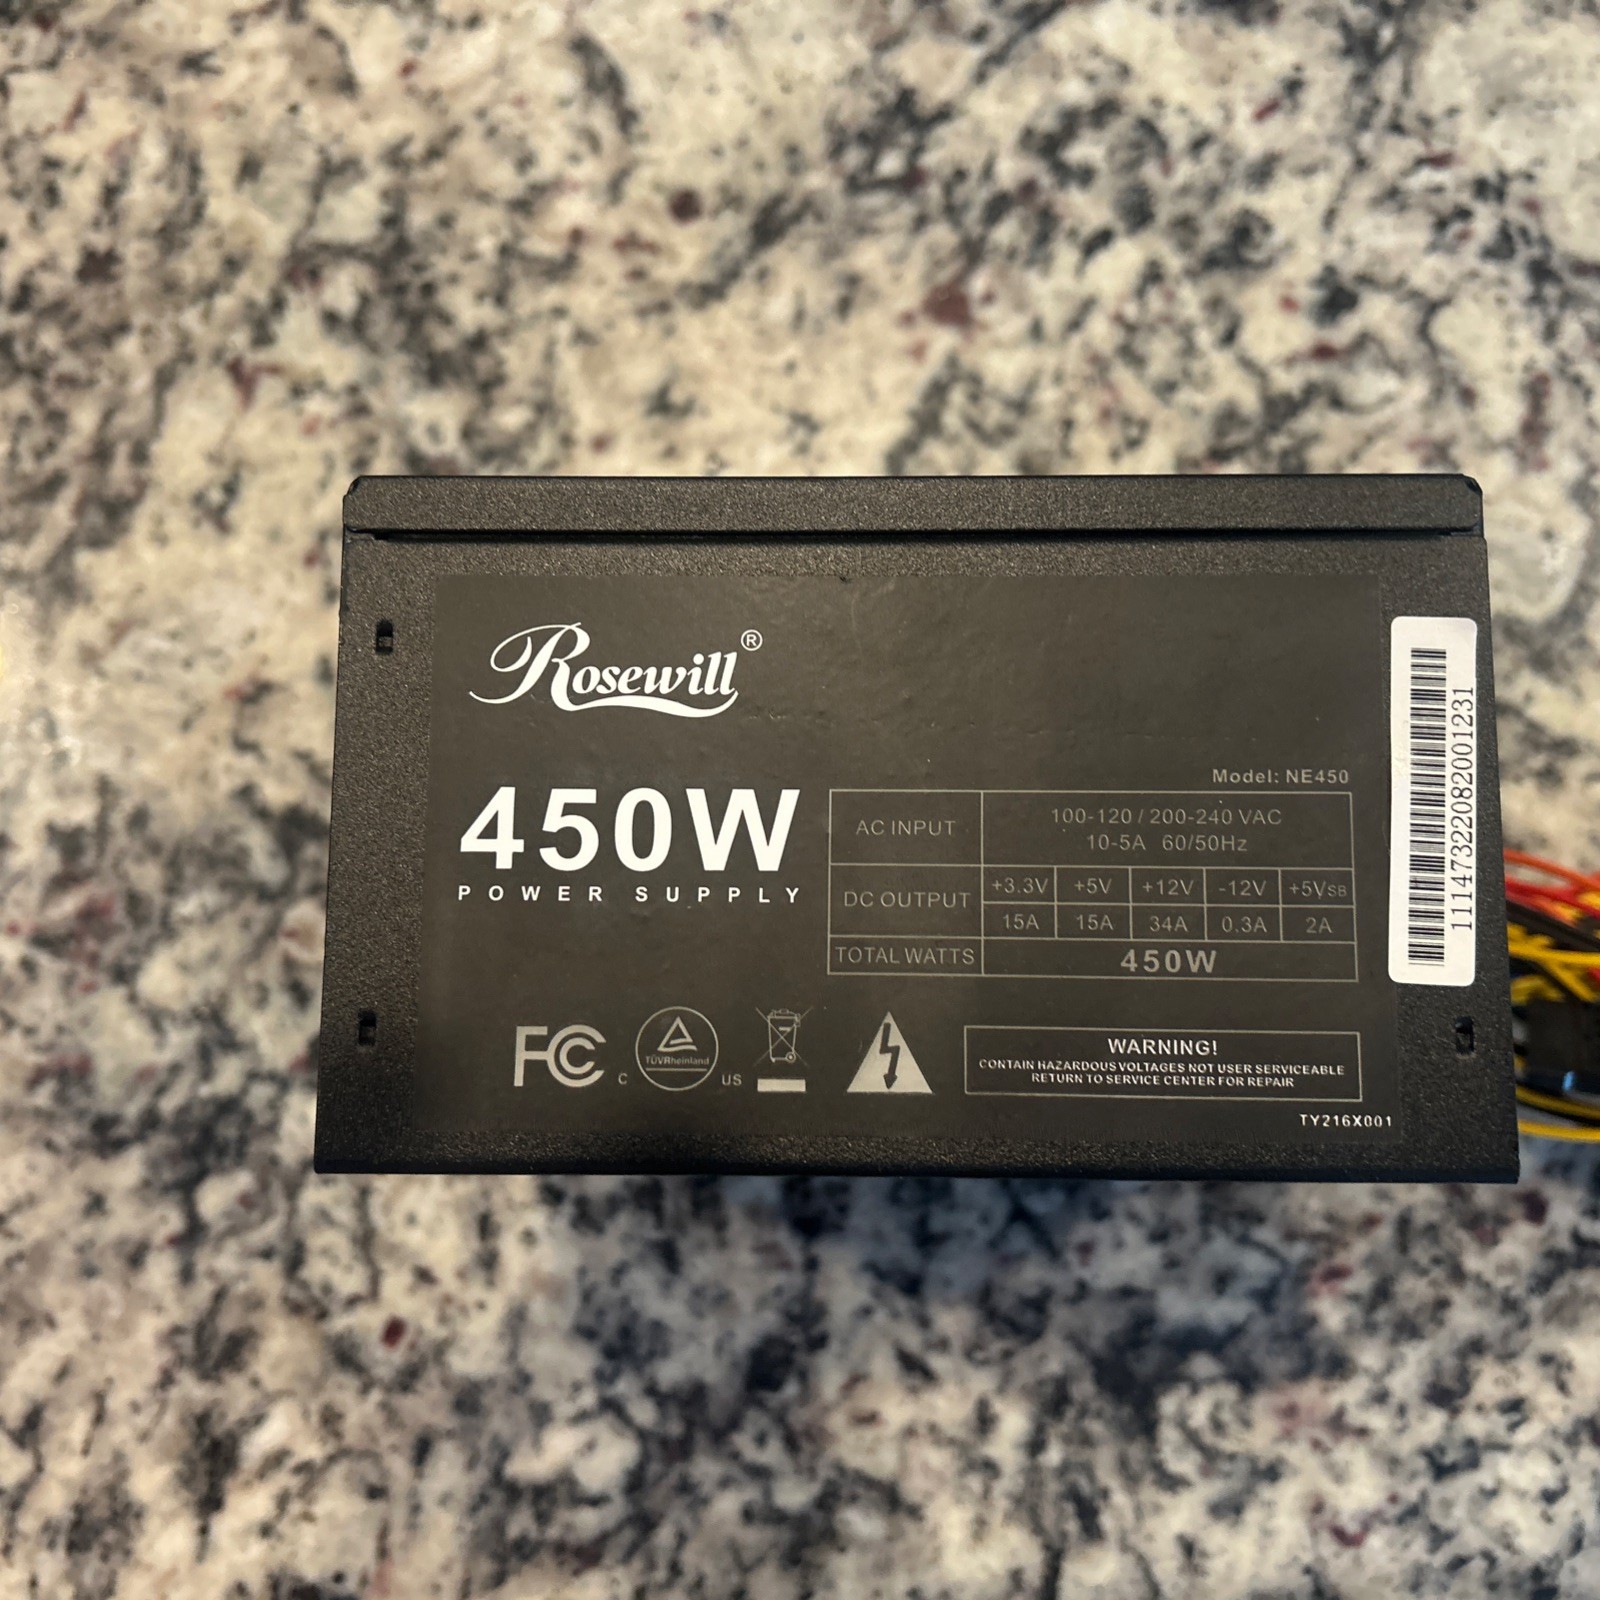 Rosewill®
450W
POWER SUPPLY
Model: NE450
AC INPUT
100-120 / 200-240 VAC
10-5A 60/50Hz
DC OUTPUT
+3.3V +5V +12V -12V +5VSB
15A 15A 34A 0.3A 2A
TOTAL WATTS
450W
FC
C TÜVRheinland US
WARNING!
CONTAIN HAZARDOUS VOLTAGES NOT USER SERVICEABLE
RETURN TO SERVICE CENTER FOR REPAIR
TY216X001
11147322082001231